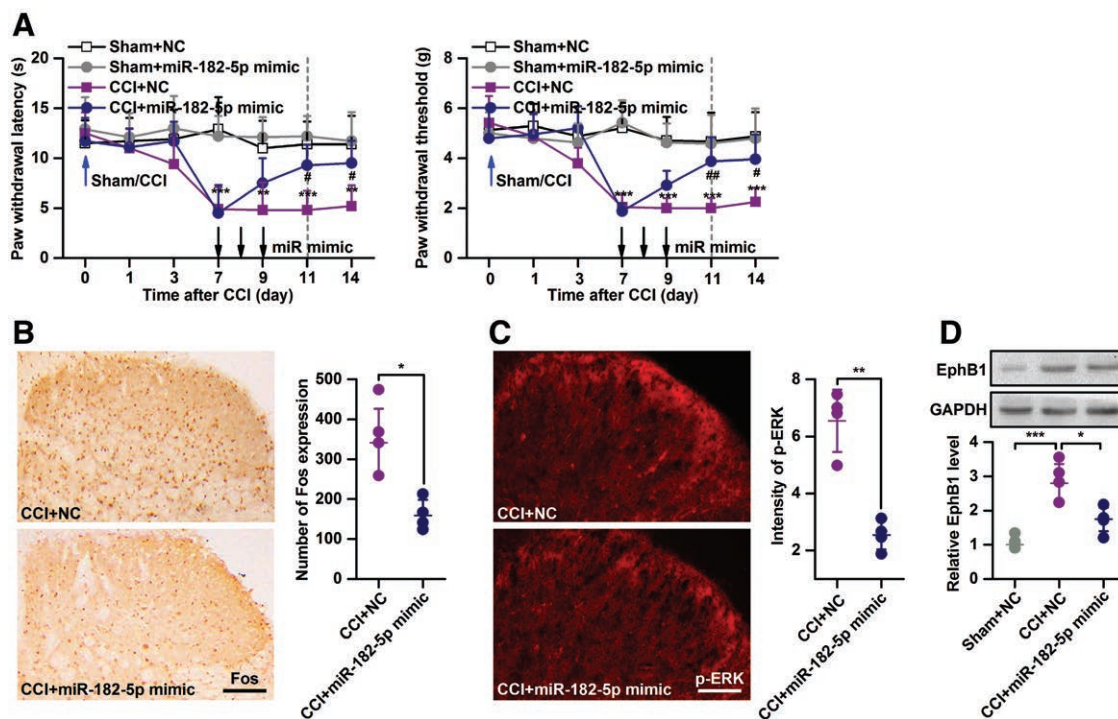 A
Sham+NC
Sham+miR-182-5p mimic
CCI+NC
CCI+miR-182-5p mimic
Paw withdrawal latency (s)
20
15
10
5
0
Sham/CCI
***
**
***
**
#
#
miR mimic
0 1 3 7 9 11 14
Time after CCI (day)
Sham+NC
Sham+miR-182-5p mimic
CCI+NC
CCI+miR-182-5p mimic
Paw withdrawal threshold (g)
8
6
4
2
0
Sham/CCI
***
***
***
***
##
#
miR mimic
0 1 3 7 9 11 14
Time after CCI (day)
B
CCI+NC
CCI+miR-182-5p mimic
Fos
Number of Fos expression
500
400
300
200
100
0
*
CCI+NC
CCI+miR-182-5p mimic
C
CCI+NC
CCI+miR-182-5p mimic
p-ERK
Intensity of p-ERK
8
6
4
2
**
CCI+NC
CCI+miR-182-5p mimic
D
EphB1
GAPDH
Relative EphB1 level
4
3
2
1
0
***
*
Sham+NC
CCI+NC
CCI+miR-182-5p mimic